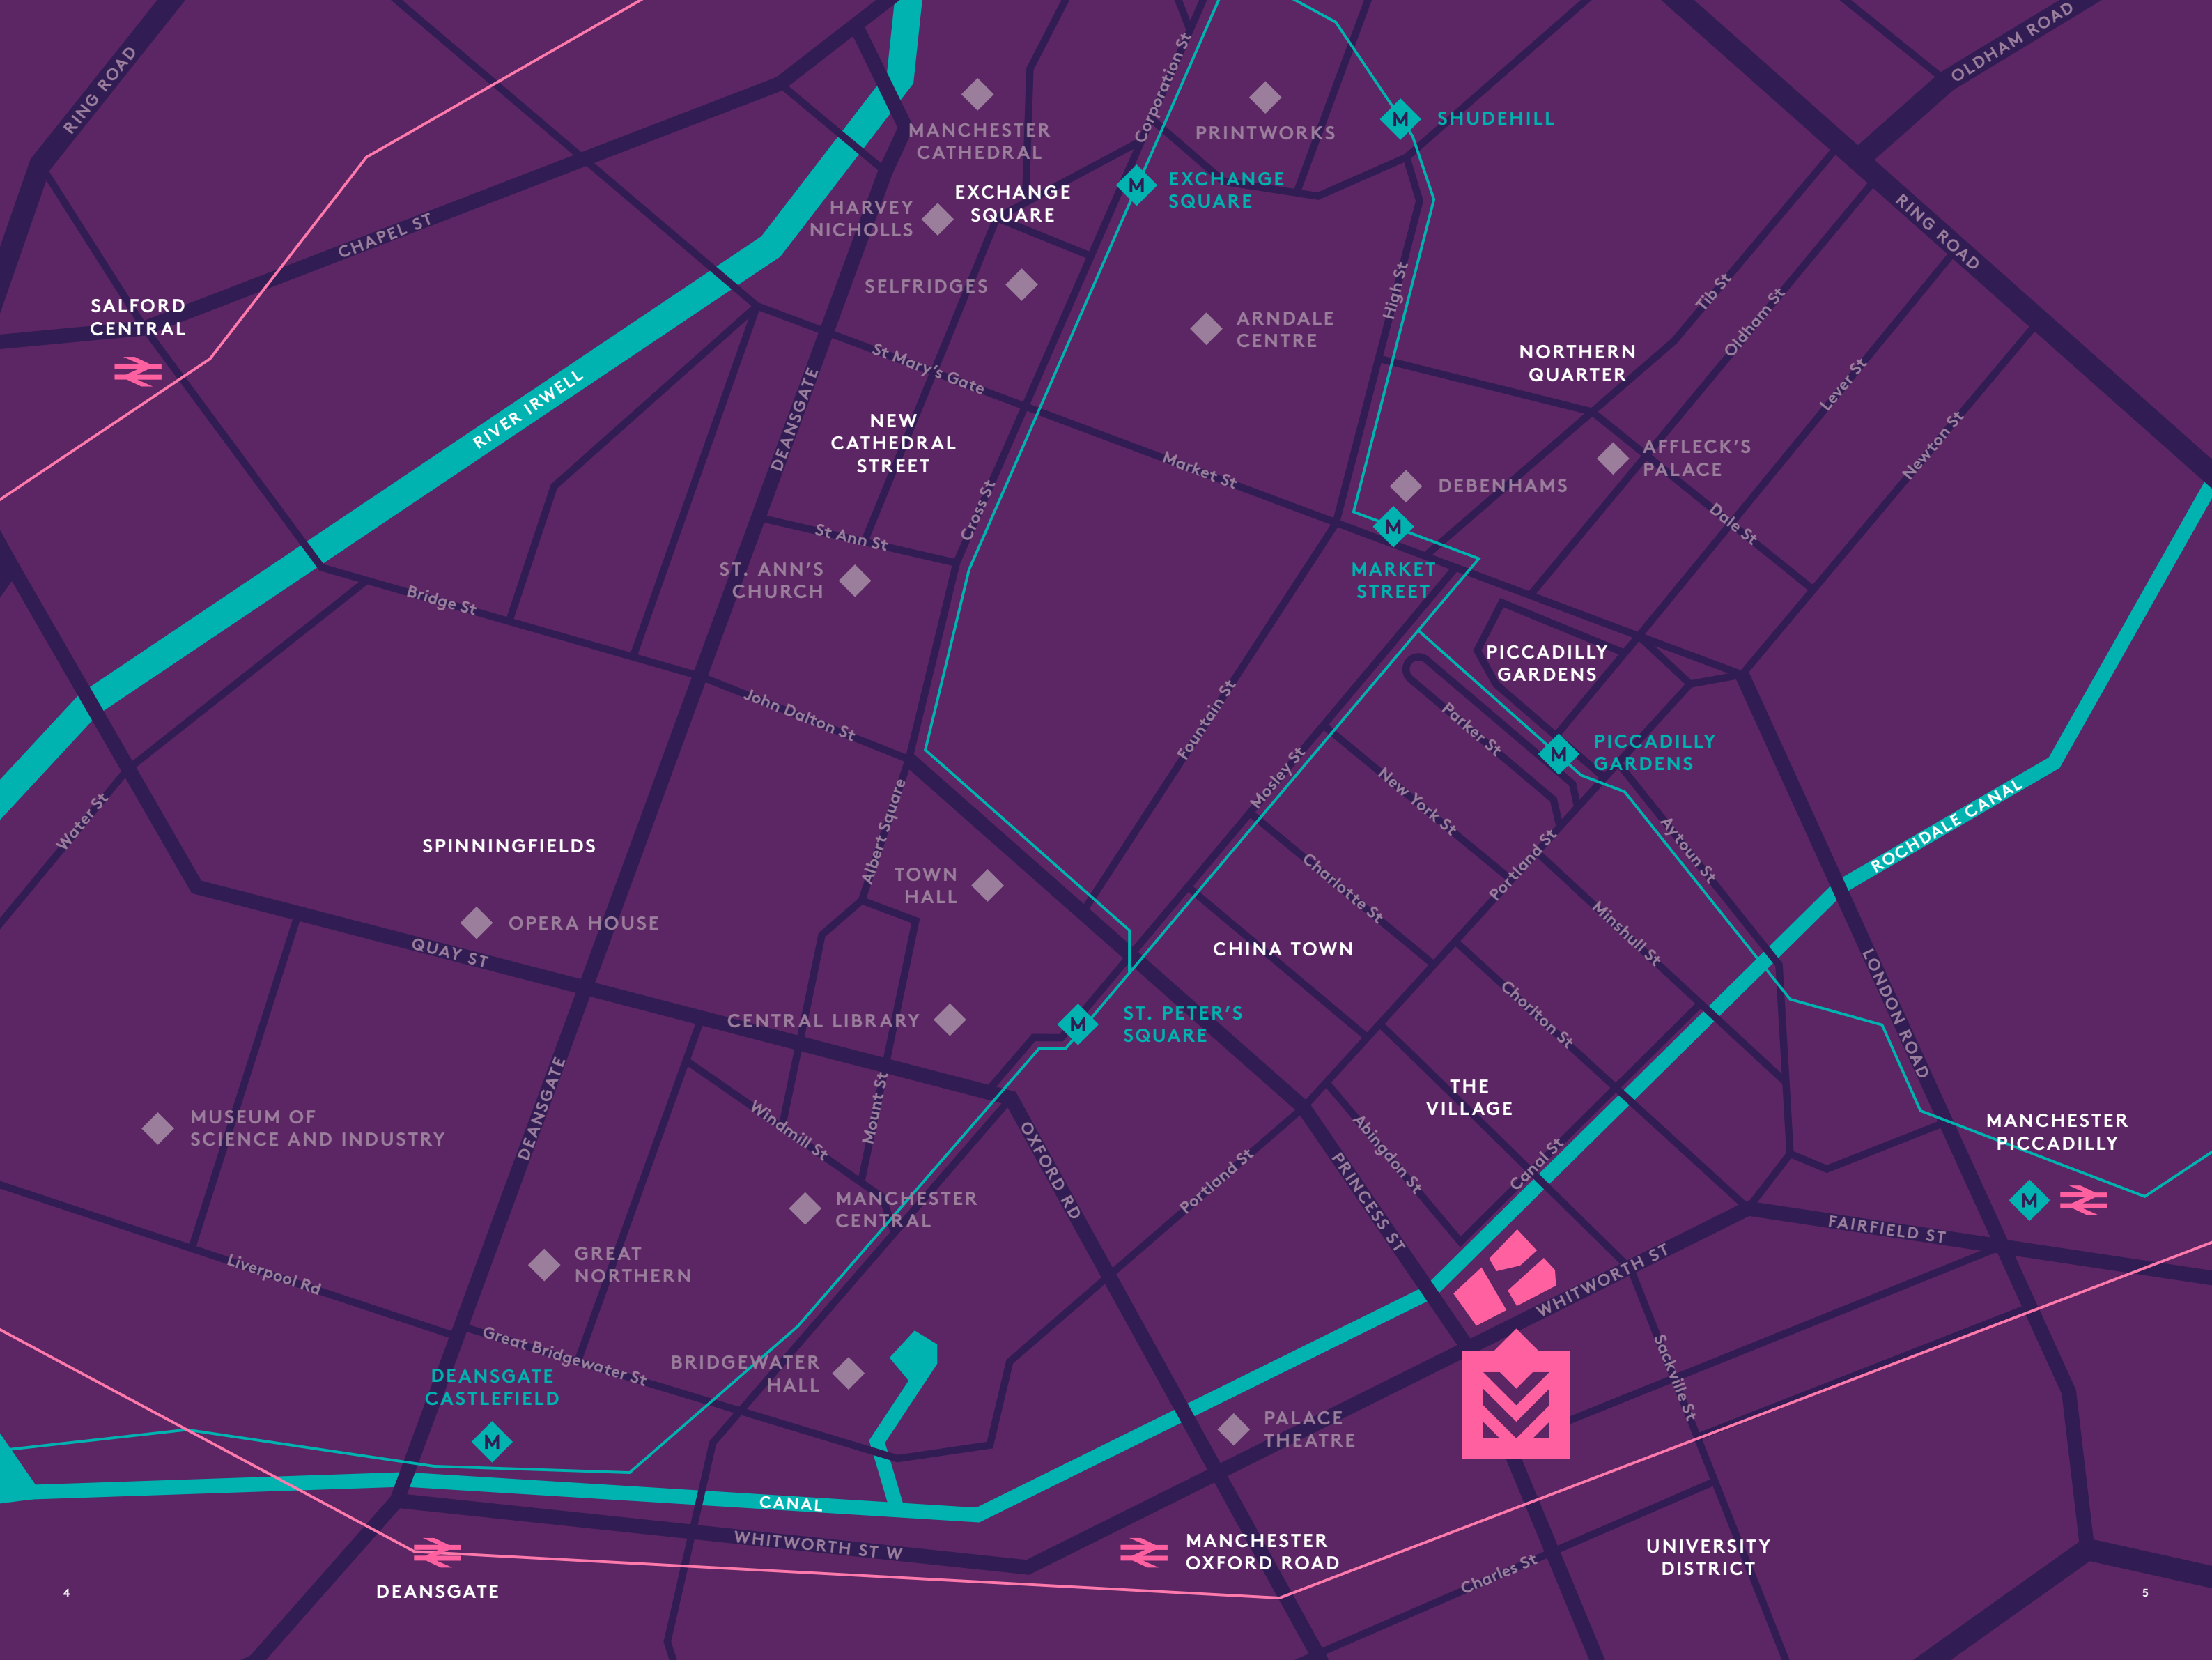 RING ROAD
OLDHAM ROAD
Corporation St
MANCHESTER
CATHEDRAL
PRINTWORKS
M
SHUDEHILL
M
EXCHANGE
SQUARE
EXCHANGE
SQUARE
HARVEY
NICHOLLS
CHAPEL ST
RING ROAD
SELFRIDGES
High St
Tib St
Oldham St
SALFORD
CENTRAL
ARNDALE
CENTRE
St Mary's Gate
NORTHERN
QUARTER
Lever St
RIVER IRWELL
DEANSGATE
NEW
CATHEDRAL
STREET
Newton St
Market St
AFFLECK'S
PALACE
DEBENHAMS
Cross St
Dale St
M
St Ann St
ST. ANN'S
CHURCH
MARKET
STREET
Bridge St
PICCADILLY
GARDENS
John Dalton St
Fountain St
Parker St
M
PICCADILLY
GARDENS
Mosley St
New York St
Water St
Albert Square
ROCHDALE CANAL
SPINNINGFIELDS
Aytoun St
Portland St
Charlotte St
TOWN
HALL
OPERA HOUSE
Minshull St
QUAY ST
CHINA TOWN
LONDON ROAD
CENTRAL LIBRARY
M
ST. PETER'S
SQUARE
Chorlton St
DEANSGATE
MUSEUM OF
SCIENCE AND INDUSTRY
Windmill St
Mount St
THE
VILLAGE
MANCHESTER
PICCADILLY
OXFORD RD
Abingdon St
Canal St
Portland St
PRINCESS ST
MANCHESTER
CENTRAL
M
FAIRFIELD ST
GREAT
NORTHERN
Liverpool Rd
WHITWORTH ST
Great Bridgewater St
BRIDGEWATER
HALL
Sackville St
DEANSGATE
CASTLEFIELD
M
PALACE
THEATRE
CANAL
WHITWORTH ST W
MANCHESTER
OXFORD ROAD
UNIVERSITY
DISTRICT
Charles St
DEANSGATE
4
5